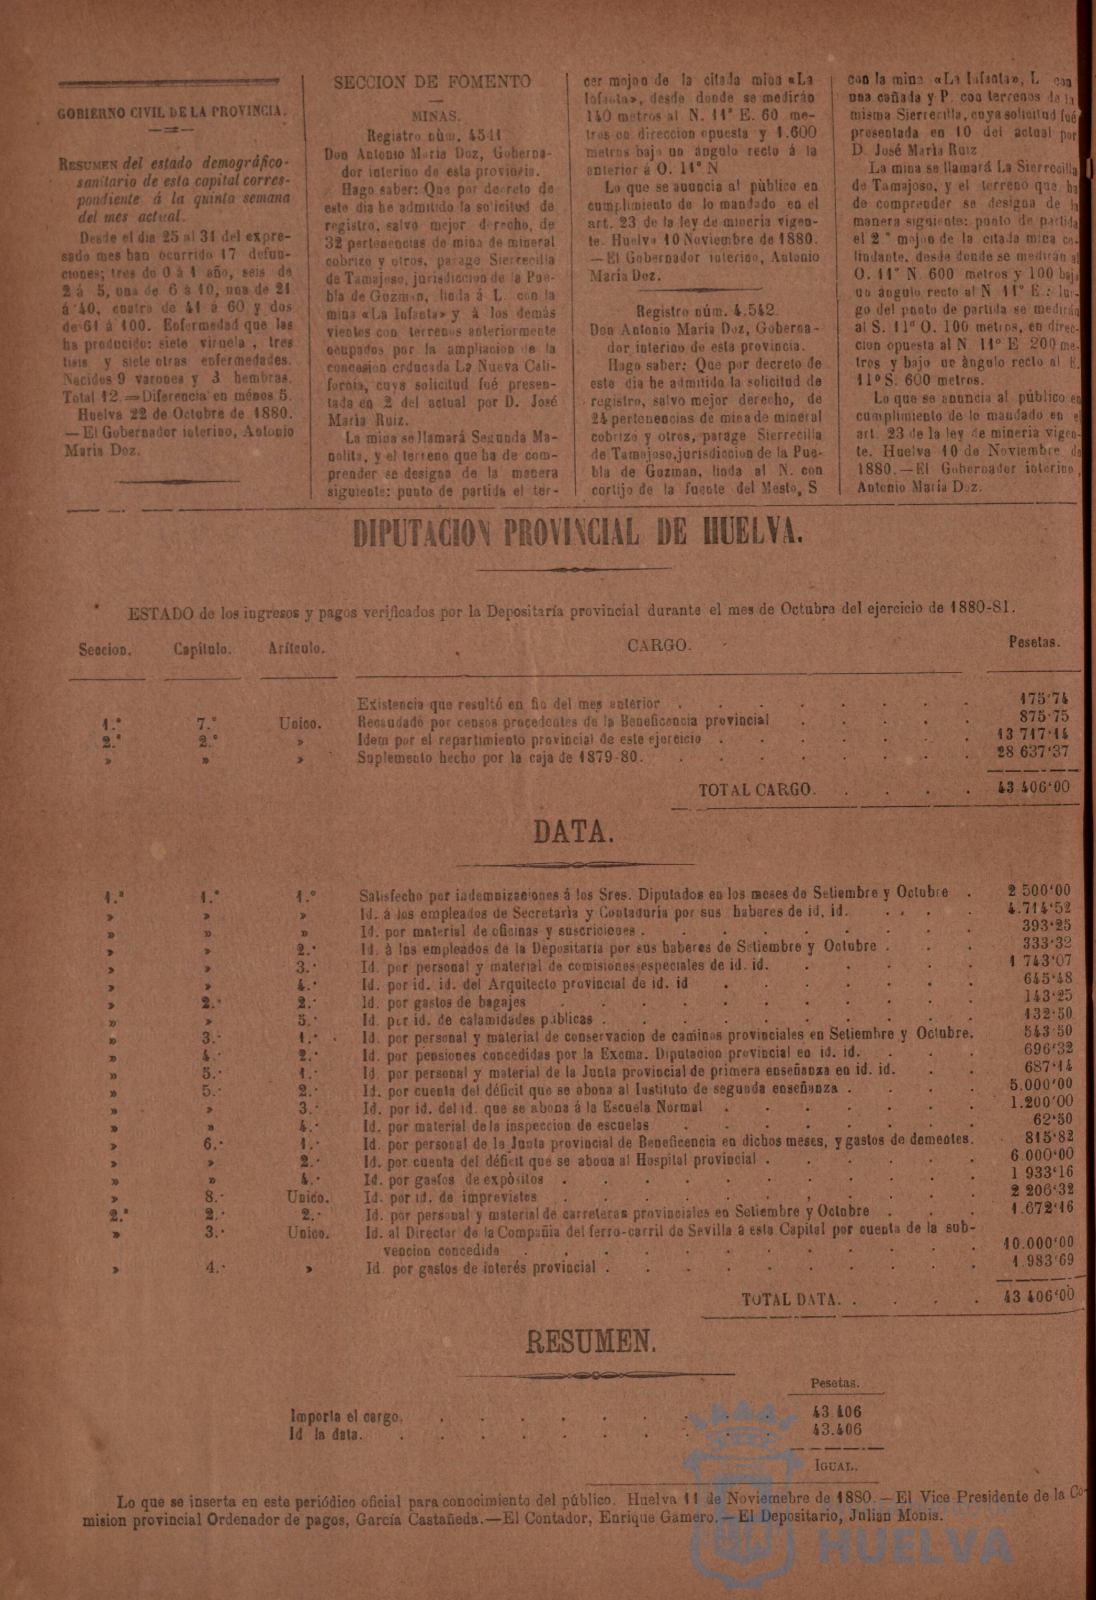 GOBIERNO CIVIL DE LA PROVINCIA.
RESUMEN del estado demográfico-
sanitario de esta capital corres-
pondiente á la quinta semana
del mes actual.
Desde el dia 25 al 31 del expre-
sado mes han ocurrido 17 defun-
ciones; tres de 0 á 1 año, seis de
2 á 5, una de 6 á 10, una de 21
á 40, cuatro de 41 á 60 y dos
de 61 á 100. Enfermedad que las
ha producido: siete viruela, tres
tisis y siete otras enfermedades.
Nacidos 9 varones y 3 hembras.
Total 12.=Diferencia en ménos 5.
Huelva 22 de Octubre de 1880.
—El Gobernador interino, Antonio
Maria Doz.
SECCION DE FOMENTO
MINAS.
Registro núm. 4541
Don Antonio Maria Doz, Goberna-
dor interino de esta provincia.
Hago saber: Que por decreto de
este dia he admitido la solicitud de
registro, salvo mejor derecho, de
32 pertenencias de mina de mineral
cobrizo y otros, parage Sierrecilla
de Tamajoso, jurisdiccion de la Pue-
bla de Guzman, linda á L. con la
mina «La Infanta» y á los demás
vientos con terrenos anteriormente
ocupados por la ampliacion de la
concesion caducada La Nueva Cali-
fornia, cuya solicitud fué presen-
tada en 2 del actual por D. José
Maria Ruiz.
La mina se llamará Segunda Ma-
nolita, y el terreno que ha de com-
prender se designa de la manera
siguiente: punto de partida el ter-
cer mojon de la citada mina «La
Infanta», desde donde se medirán
140 metros al N. 11° E. 60 me-
tros en direccion opuesta y 1.600
metros bajo un ángulo recto á la
anterior á O. 11° N
Lo que se anuncia al público en
cumplimiento de lo mandado en el
art. 23 de la ley de mineria vigen-
te. Huelva 10 Noviembre de 1880.
—El Gobernador interino, Antonio
Maria Doz.
Registro núm. 4.542.
Don Antonio Maria Doz, Goberna-
dor interino de esta provincia.
Hago saber: Que por decreto de
este dia he admitido la solicitud de
registro, salvo mejor derecho, de
24 pertenencias de mina de mineral
cobrizo y otros, parage Sierrecilla
de Tamajoso, jurisdiccion de la Pue-
bla de Guzman, linda al N. con
cortijo de la fuente del Mesto, S
con la mina «La Infanta», L con
una cañada y P. con terrenos de la
misma Sierrecilla, cuya solicitud fué
presentada en 10 del actual por
D. José Maria Ruiz
La mina se llamará La Sierrecilla
de Tamajoso, y el terreno que ha
de comprender se designa de la
manera siguiente: punto de partida
el 2° mojon de la citada mina co-
lindante, desde donde se medirán al
O. 11° N. 600 metros y 100 bajo
un ángulo recto al N 11° E.: lue-
go del punto de partida se medirán
al S. 11° O. 100 metros, en direc-
cion opuesta al N. 11° E 200 me-
tros y bajo un ángulo recto al E.
11° S. 600 metros.
Lo que se anuncia al público en
cumplimiento de lo mandado en el
art. 23 de la ley de mineria vigen-
te. Huelva 10 de Noviembre de
1880.—El Gobernador interino,
Antonio Maria Doz.
DIPUTACION PROVINCIAL DE HUELVA.
ESTADO de los ingresos y pagos verificados por la Depositaría provincial durante el mes de Octubre del ejercicio de 1880-81.
Seccion. Capítulo. Artículo. CARGO. Pesetas.
Existencia que resultó en fin del mes anterior . . . . . . . . 175'74
1.ª 7.° Unico. Recaudado por censos procedentes de la Beneficencia provincial . . . . . 875'75
2.ª 2.° » Idem por el repartimiento provincial de este ejercicio . . . . . . . 13 717'14
» » » Suplemento hecho por la caja de 1879-80. . . . . . . . . 28 637'37
TOTAL CARGO. . . . . 43 406'00
DATA.
1.ª 1.° 1.° Satisfecho por indemnizaciones á los Sres. Diputados en los meses de Setiembre y Octubre . 2 500'00
» » » Id. á los empleados de Secretaría y Contaduría por sus haberes de id. id. . . . . 4.714'52
» » » Id. por material de oficinas y suscriciones . . . . . . . . . 393'25
» » 2.° Id. á los empleados de la Depositaría por sus haberes de Setiembre y Octubre . . . 333'32
» » 3.° Id. por personal y material de comisiones especiales de id. id. . . . . . 1 743'07
» » 4.° Id. por id. id. del Arquitecto provincial de id. id . . . . . . . 645'48
» 2.° 2.° Id. por gastos de bagajes . . . . . . . . . . . 143'25
» » 5.° Id. por id. de calamidades públicas . . . . . . . . . . 132'50
» 3.° 1.° Id. por personal y material de conservacion de caminos provinciales en Setiembre y Octubre. 543'50
» 4.° 2.° Id. por pensiones concedidas por la Excma. Diputacion provincial en id. id. . . . 696'32
» 5.° 1.° Id. por personal y material de la Junta provincial de primera enseñanza en id. id. . . 687'14
» 5.° 2.° Id. por cuenta del déficit que se abona al Instituto de segunda enseñanza . . . . 5.000'00
» » 3.° Id. por id. del id. que se abona á la Escuela Normal . . . . . . . 1.200'00
» » 4.° Id. por material de la inspeccion de escuelas . . . . . . . . 62'50
» 6.° 1.° Id. por personal de la Junta provincial de Beneficencia en dichos meses, y gastos de dementes. 815'82
» » 2.° Id. por cuenta del déficit que se abona al Hospital provincial . . . . . . 6.000'00
» » 4.° Id. por gastos de expósitos . . . . . . . . . . . 1 933'16
» 8.° Unico. Id. por id. de imprevistos . . . . . . . . . . . 2 206'32
2.ª 2.° 2.° Id. por personal y material de carreteras provinciales en Setiembre y Octubre . . . 1.672'16
» 3.° Unico. Id. al Director de la Compañía del ferro-carril de Sevilla á esta Capital por cuenta de la sub-
vencion concedida . . . . . . . . . . . . 10.000'00
» 4.° » Id. por gastos de interés provincial . . . . . . . . . . 1 983'69
TOTAL DATA. . . . . 43 406'00
RESUMEN.
Pesetas.
Importa el cargo. . . . . . . . . . 43 406
Id la data. . . . . . . . . . . 43.406
IGUAL.
Lo que se inserta en este periódico oficial para conocimiento del público. Huelva 11 de Noviemebre de 1880.—El Vice Presidente de la Co-
mision provincial Ordenador de pagos, García Castañeda.—El Contador, Enrique Gamero.—El Depositario, Julian Monis.
HUELVA